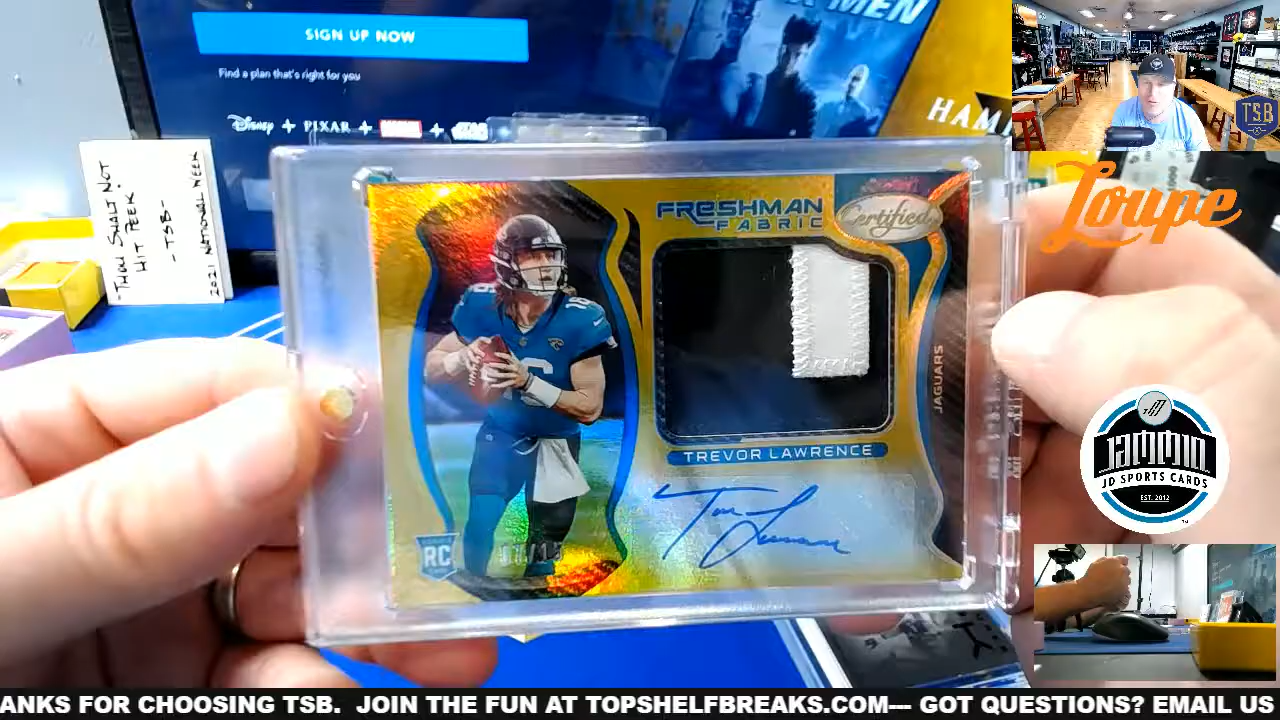 SIGN UP NOW
Find a plan that's right for you
Disney + PIXAR + MARVEL + STAR WARS
MEN
HAM
"THOU SHALT NOT
HIT PEEK"
-TSB-
2021 NATIONAL WEEK
FRESHMAN
FABRIC
Certified
16
JAGUARS
TREVOR LAWRENCE
RC
TSB
Loupe
JAMMIN
JD SPORTS CARDS
EST. 2012
ANKS FOR CHOOSING TSB. JOIN THE FUN AT TOPSHELFBREAKS.COM--- GOT QUESTIONS? EMAIL US